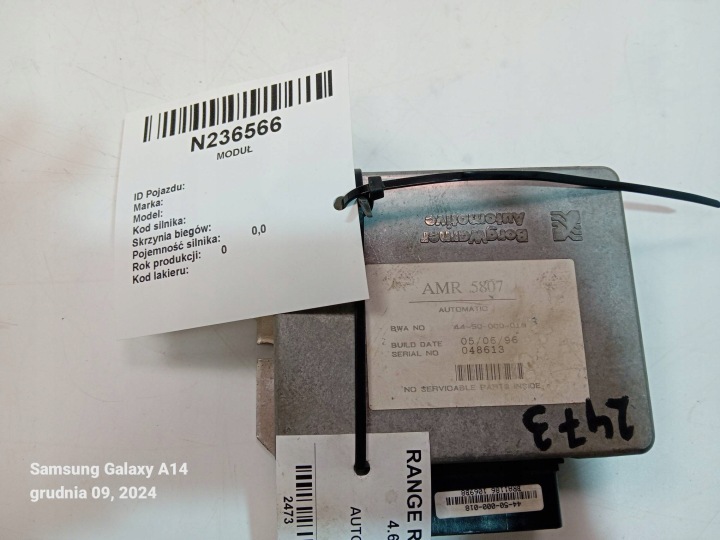 N236566
MODUŁ
ID Pojazdu:
Marka:
Model:
Kod silnika:
Skrzynia biegów:
Pojemność silnika: 0,0
Rok produkcji: 0
Kod lakieru:
BorgWarner
Automotive
AMR 5807
AUTOMATIC
BWA NO 44-50-000-018
BUILD DATE 05/06/96
SERIAL NO 048613
NO SERVICABLE PARTS INSIDE
2473
RANGE R
4.6
AUTO
2473
44-50-000-018
Samsung Galaxy A14
grudnia 09, 2024